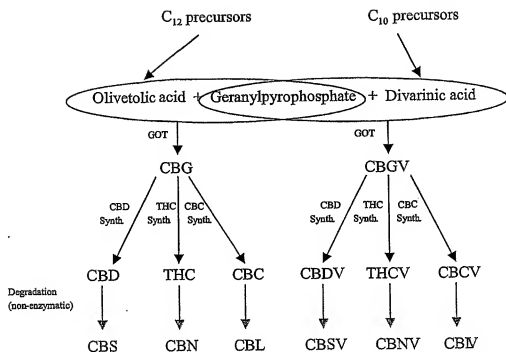 C12 precursors C10 precursors
Olivetolic acid + Geranylpyrophosphate + Divarinic acid
GOT GOT
CBG CBGV
CBD Synth. THC Synth. CBC Synth. CBD Synth. THC Synth. CBC Synth.
CBD THC CBC CBDV THCV CBCV
Degradation
(non-enzymatic)
CBS CBN CBL CBSV CBNV CBLV